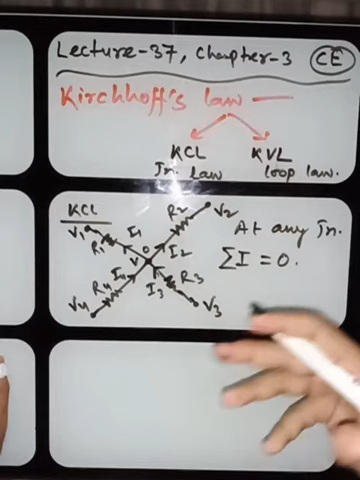 Lecture-37, Chapter-3 CE
Kirchhoff's law
KCL KVL
Jn. Law loop law.
KCL
V1 R1 I1 R2 V2
O V I2
V4 R4 I4 I3 R3 V3
At any Jn.
ΣI = 0.